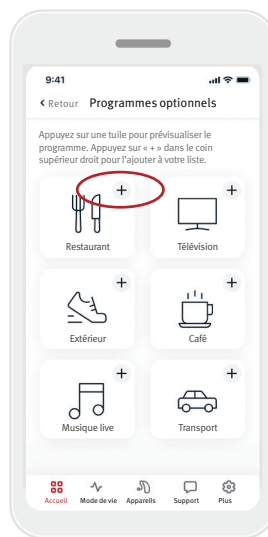 9:41
Retour Programmes optionnels
Appuyez sur une tuile pour prévisualiser le
programme. Appuyez sur « + » dans le coin
supérieur droit pour l'ajouter à votre liste.
+ +
Restaurant Télévision
+ +
Extérieur Café
+ +
Musique live Transport
Accueil Mode de vie Appareils Support Plus